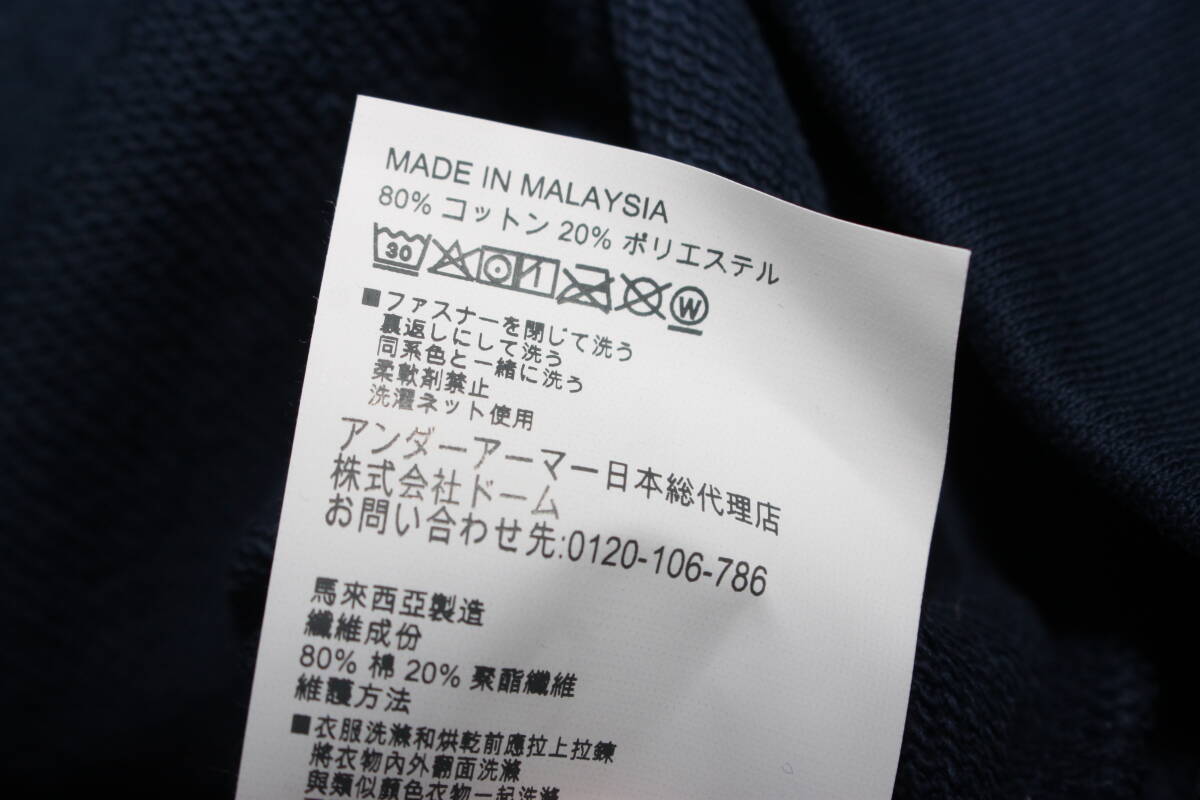 MADE IN MALAYSIA
80% コットン 20% ポリエステル
30 W
■ファスナーを閉じて洗う
裏返しにして洗う
同系色と一緒に洗う
柔軟剤禁止
洗濯ネット使用
アンダーアーマー日本総代理店
株式会社ドーム
お問い合わせ先:0120-106-786
馬來西亞製造
纖維成份
80% 棉 20% 聚酯纖維
維護方法
■衣服洗滌和烘乾前應拉上拉鍊
將衣物內外翻面洗滌
與類似顏色衣物一起洗滌